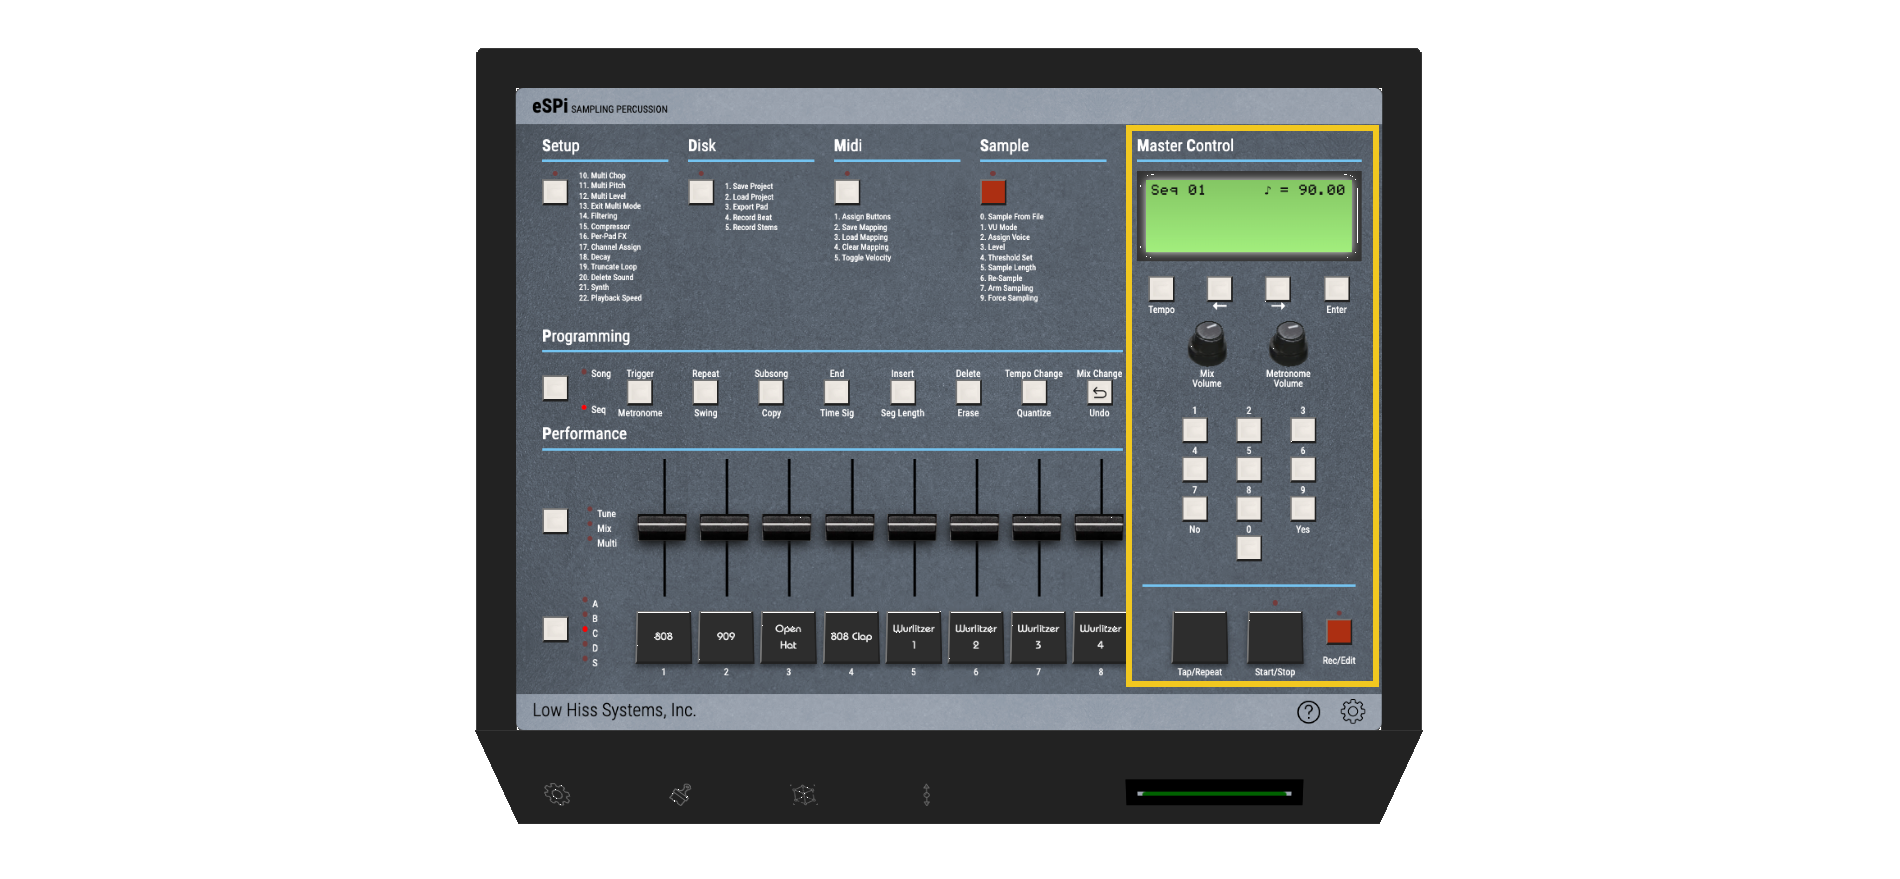 eSPi SAMPLING PERCUSSION
Setup
10. Multi Chop
11. Multi Pitch
12. Multi Level
13. Exit Multi Mode
14. Filtering
15. Compressor
16. Per-Pad FX
17. Channel Assign
18. Decay
19. Truncate Loop
20. Delete Sound
21. Synth
22. Playback Speed
Disk
1. Save Project
2. Load Project
3. Export Pad
4. Record Beat
5. Record Stems
Midi
1. Assign Buttons
2. Save Mapping
3. Load Mapping
4. Clear Mapping
5. Toggle Velocity
Sample
0. Sample From File
1. VU Mode
2. Assign Voice
3. Level
4. Threshold Set
5. Sample Length
6. Re-Sample
7. Arm Sampling
9. Force Sampling
Master Control
Seq 01 ♪ = 90.00
Tempo ← → Enter
Mix Volume
Metronome Volume
1 2 3
4 5 6
7 8 9
No 0 Yes
Tap/Repeat Start/Stop Rec/Edit
Programming
Song Trigger Repeat Subsong End Insert Delete Tempo Change Mix Change
Seq Metronome Swing Copy Time Sig Seg Length Erase Quantize Undo
Performance
Tune
Mix
Multi
A
B
C
D
S
808 909 Open Hat 808 Clap Wurlitzer 1 Wurlitzer 2 Wurlitzer 3 Wurlitzer 4
1 2 3 4 5 6 7 8
Low Hiss Systems, Inc. ?